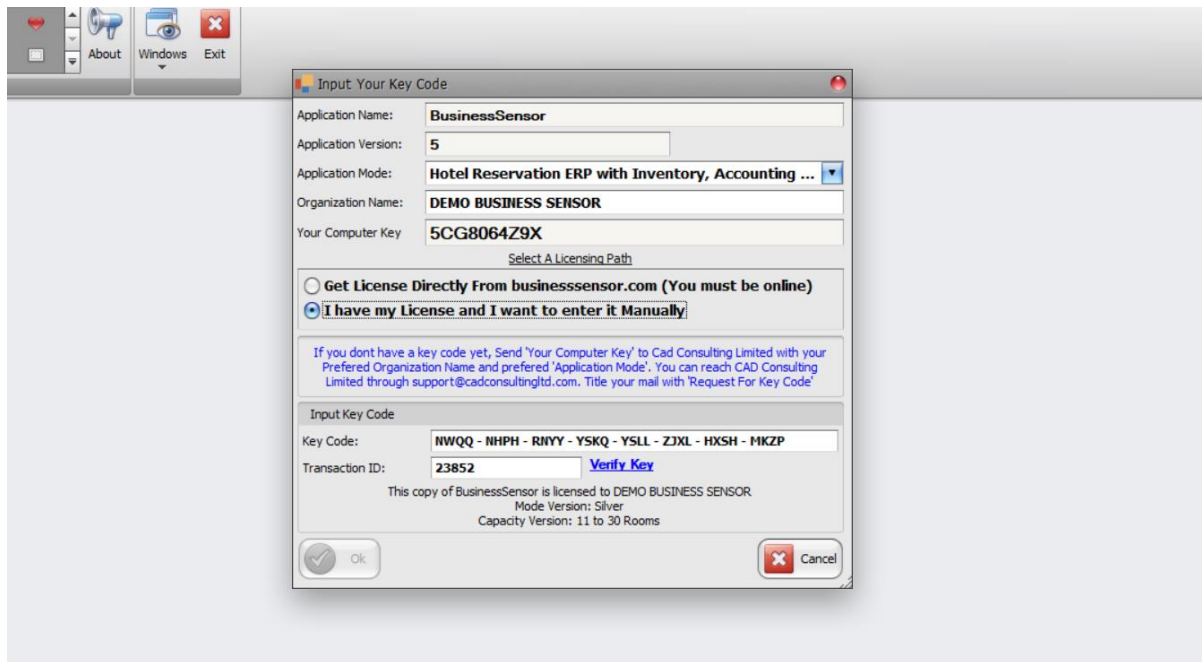 About
Windows
Exit
Input Your Key Code
Application Name: BusinessSensor
Application Version: 5
Application Mode: Hotel Reservation ERP with Inventory, Accounting ...
Organization Name: DEMO BUSINESS SENSOR
Your Computer Key 5CG8064Z9X
Select A Licensing Path
Get License Directly From businesssensor.com (You must be online)
I have my License and I want to enter it Manually
If you dont have a key code yet, Send 'Your Computer Key' to Cad Consulting Limited with your
Prefered Organization Name and prefered 'Application Mode'. You can reach CAD Consulting
Limited through support@cadconsultingltd.com. Title your mail with 'Request For Key Code'
Input Key Code
Key Code: NWQQ - NHPH - RNYY - YSKQ - YSLL - ZJXL - HXSH - MKZP
Transaction ID: 23852 Verify Key
This copy of BusinessSensor is licensed to DEMO BUSINESS SENSOR
Mode Version: Silver
Capacity Version: 11 to 30 Rooms
Ok
Cancel